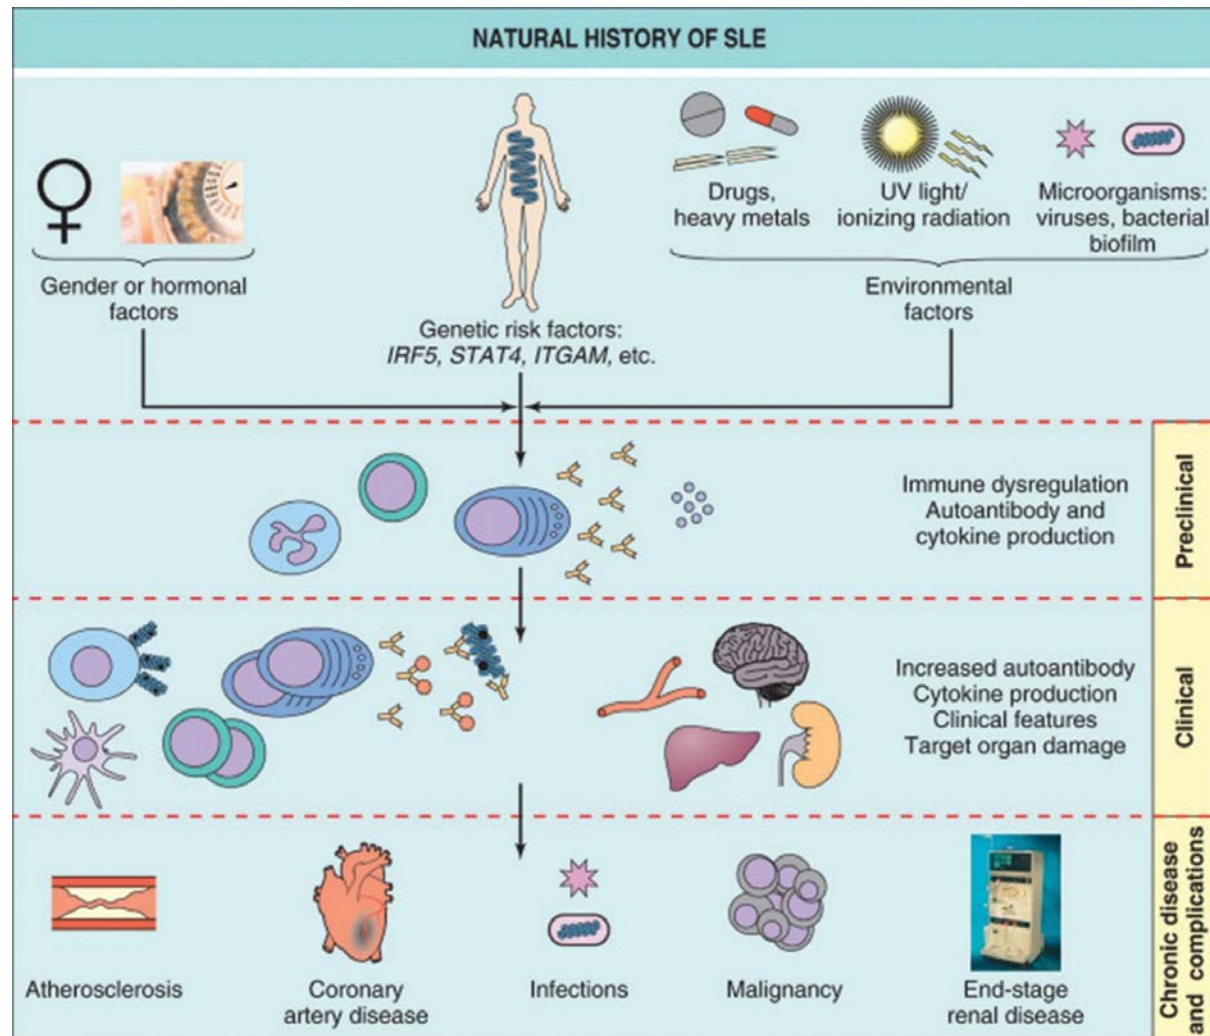 NATURAL HISTORY OF SLE
Drugs,
heavy metals
UV light/
ionizing radiation
Microorganisms:
viruses, bacterial
biofilm
Gender or hormonal
factors
Genetic risk factors:
IRF5, STAT4, ITGAM, etc.
Environmental
factors
Immune dysregulation
Autoantibody and
cytokine production
Preclinical
Increased autoantibody
Cytokine production
Clinical features
Target organ damage
Clinical
Atherosclerosis
Coronary
artery disease
Infections
Malignancy
End-stage
renal disease
Chronic disease
and complications